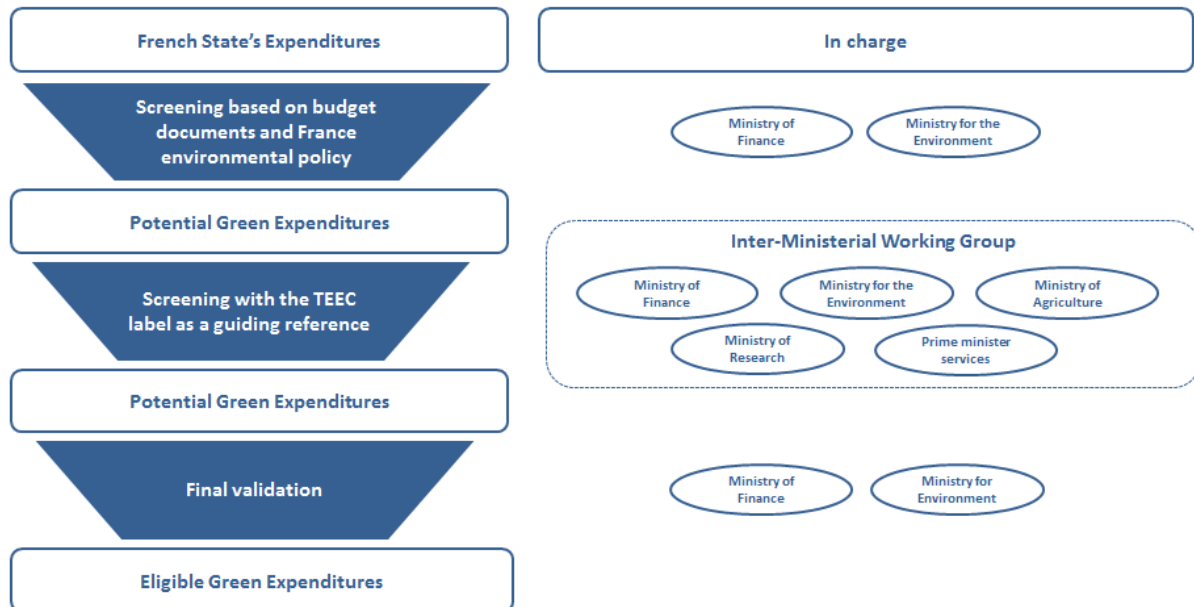 French State's Expenditures
In charge
Screening based on budget
documents and France
environmental policy
Ministry of
Finance
Ministry for the
Environment
Potential Green Expenditures
Inter-Ministerial Working Group
Screening with the TEEC
label as a guiding reference
Ministry of
Finance
Ministry for the
Environment
Ministry of
Agriculture
Ministry of
Research
Prime minister
services
Potential Green Expenditures
Final validation
Ministry of
Finance
Ministry for
Environment
Eligible Green Expenditures